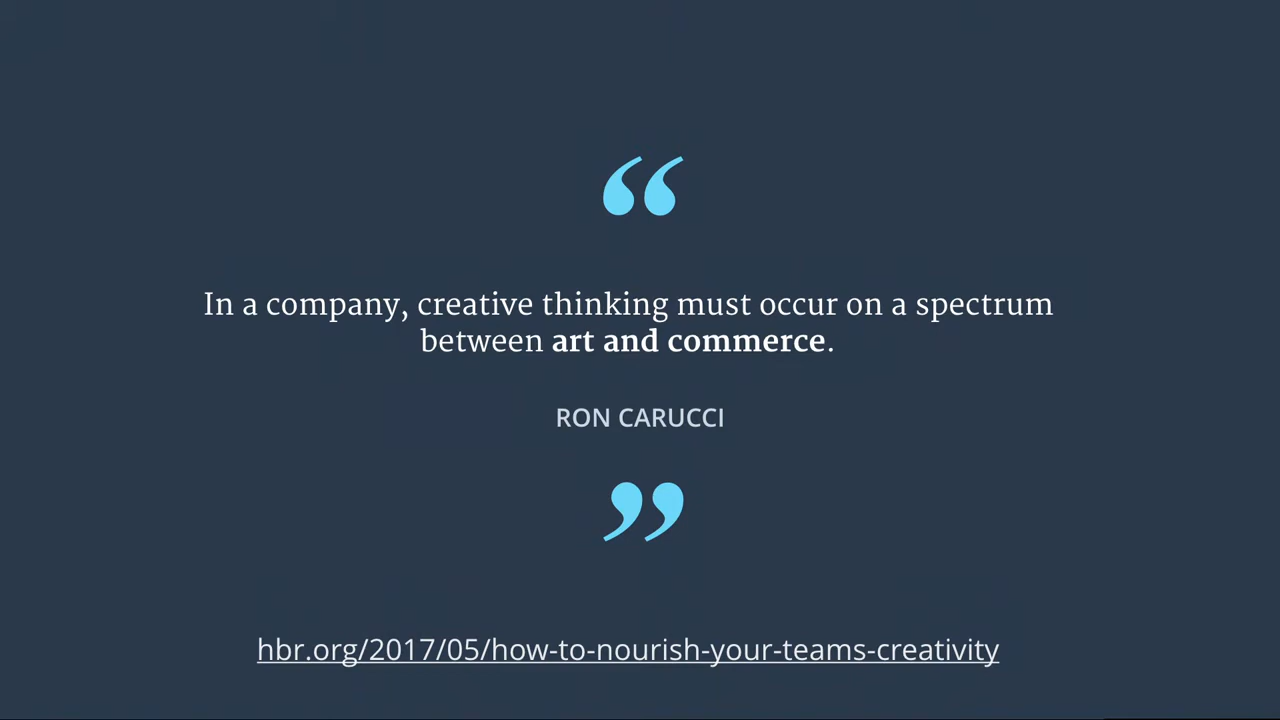 “
In a company, creative thinking must occur on a spectrum
between art and commerce.
RON CARUCCI
”
hbr.org/2017/05/how-to-nourish-your-teams-creativity